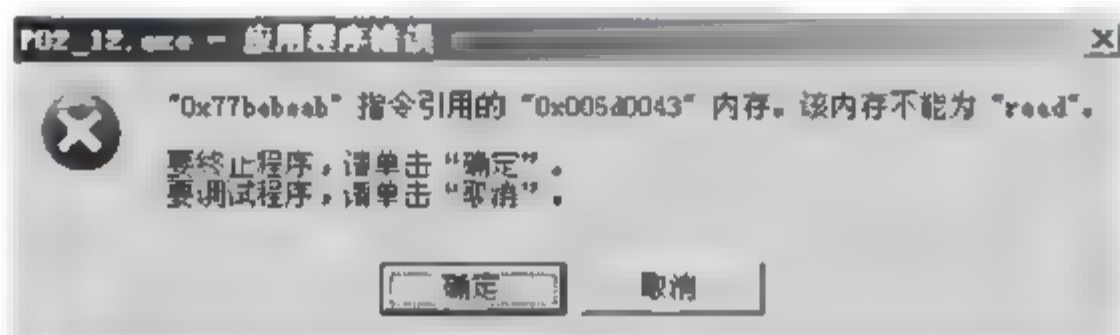 P02_12.exe - 应用程序错误
"0x77bebeab" 指令引用的 "0x005d0043" 内存。该内存不能为 "read"。
要终止程序，请单击 "确定"。
要调试程序，请单击 "取消"。
确定 取消